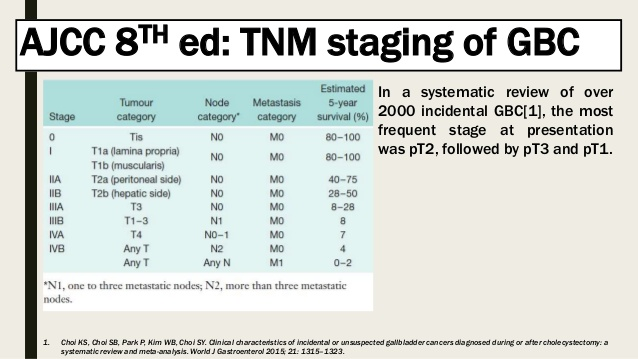 AJCC 8TH ed: TNM staging of GBC
Stage Tumour category Node category* Metastasis category Estimated 5-year survival (%)
0 Tis N0 M0 80–100
I T1a (lamina propria) T1b (muscularis) N0 M0 80–100
IIA T2a (peritoneal side) N0 M0 40–75
IIB T2b (hepatic side) N0 M0 28–50
IIIA T3 N0 M0 8–28
IIIB T1–3 N1 M0 8
IVA T4 N0–1 M0 7
IVB Any T N2 M0 4
Any T Any N M1 0–2
*N1, one to three metastatic nodes; N2, more than three metastatic
nodes.
In a systematic review of over
2000 incidental GBC[1], the most
frequent stage at presentation
was pT2, followed by pT3 and pT1.
1. Choi KS, Choi SB, Park P, Kim WB, Choi SY. Clinical characteristics of incidental or unsuspected gallbladder cancers diagnosed during or after cholecystectomy: a
systematic review and meta-analysis. World J Gastroenterol 2015; 21: 1315–1323.